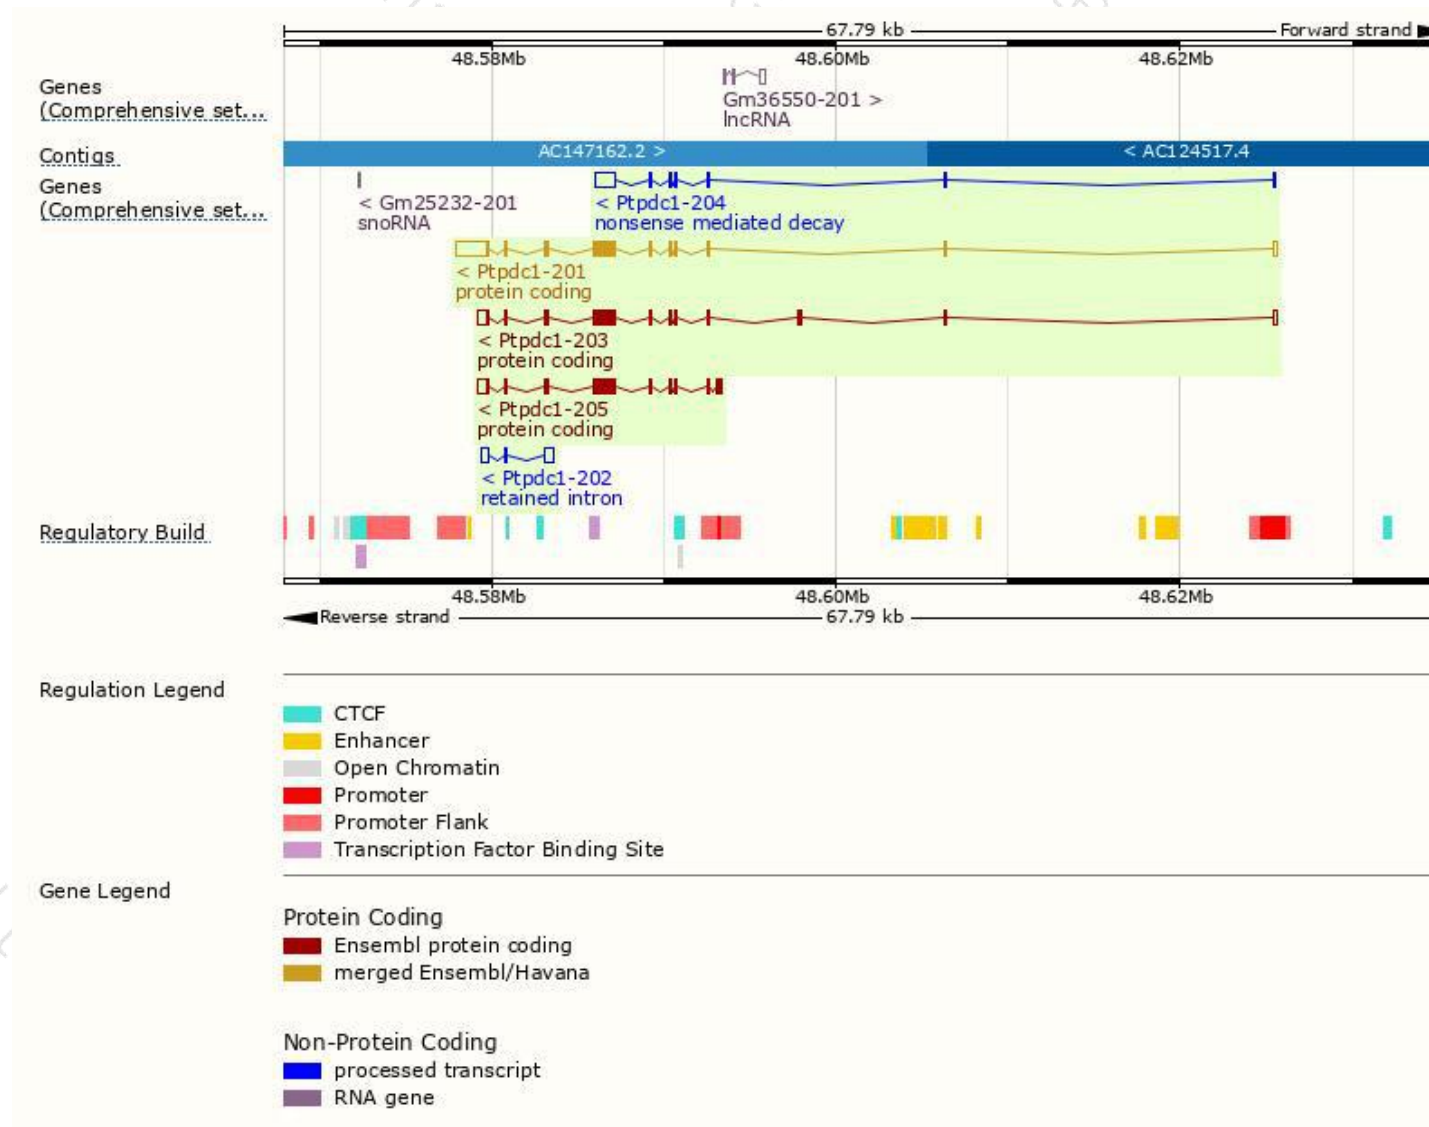 67.79 kb Forward strand
48.58Mb 48.60Mb 48.62Mb
Genes
(Comprehensive set...
Gm36550-201 >
lncRNA
Contigs AC147162.2 > < AC124517.4
Genes
(Comprehensive set...
< Gm25232-201
snoRNA
< Ptpdc1-204
nonsense mediated decay
< Ptpdc1-201
protein coding
< Ptpdc1-203
protein coding
< Ptpdc1-205
protein coding
< Ptpdc1-202
retained intron
Regulatory Build
48.58Mb 48.60Mb 48.62Mb
Reverse strand 67.79 kb
Regulation Legend
CTCF
Enhancer
Open Chromatin
Promoter
Promoter Flank
Transcription Factor Binding Site
Gene Legend
Protein Coding
Ensembl protein coding
merged Ensembl/Havana
Non-Protein Coding
processed transcript
RNA gene